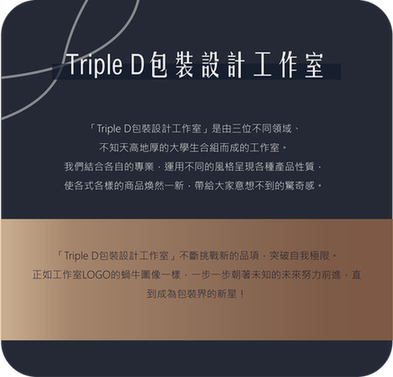 Triple D包裝設計工作室
「Triple D包裝設計工作室」是由三位不同領域、
不知天高地厚的大學生合組而成的工作室。
我們結合各自的專業，運用不同的風格呈現各種產品性質，
使各式各樣的商品煥然一新，帶給大家意想不到的驚奇感。
「Triple D包裝設計工作室」不斷挑戰新的品項，突破自我極限。
正如工作室LOGO的蝸牛圖像一樣，一步一步朝著未知的未來努力前進，直
到成為包裝界的新星！